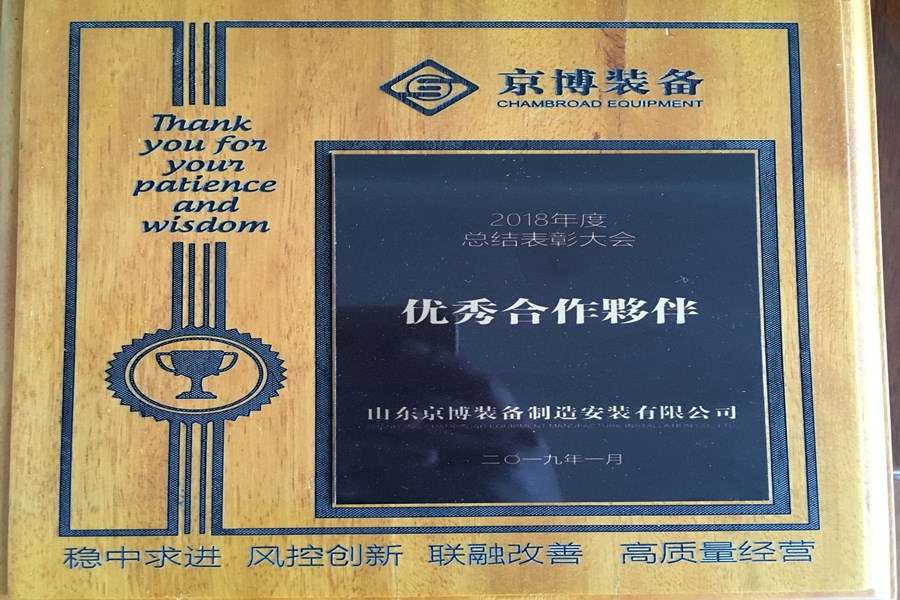 京博装备
CHAMBROAD EQUIPMENT
Thank
you for
your
patience
and
wisdom
2018年度
总结表彰大会
优秀合作夥伴
山东京博装备制造安装有限公司
二〇一九年一月
稳中求进 风控创新 联融改善 高质量经营